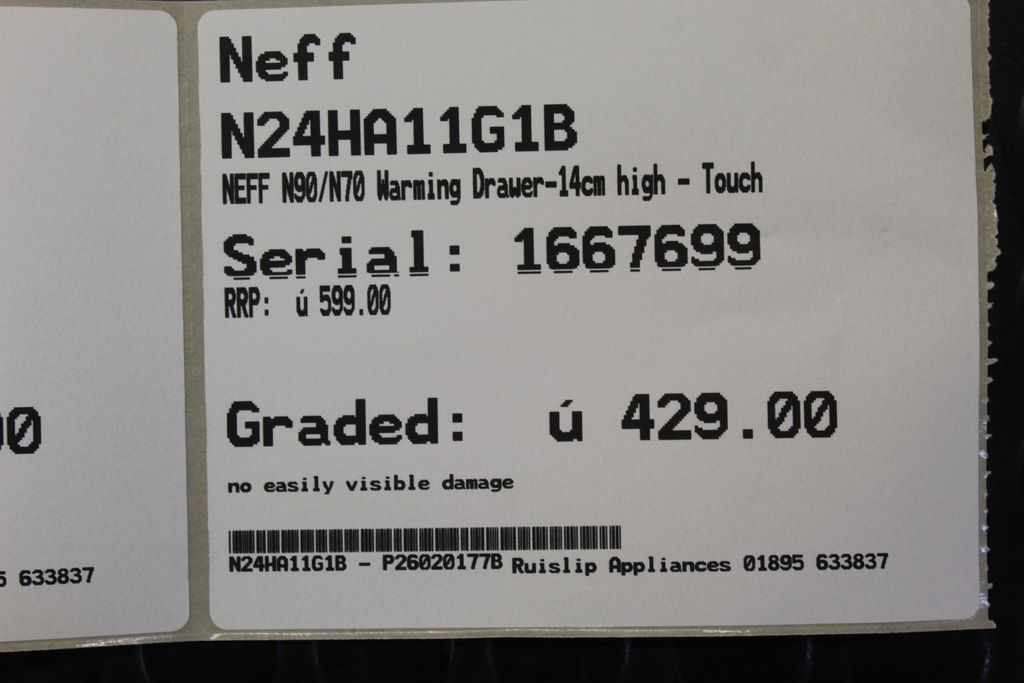 Neff
N24HA11G1B
NEFF N90/N70 Warming Drawer-14cm high - Touch
Serial: 1667699
RRP: ú 599.00
Graded: ú 429.00
no easily visible damage
N24HA11G1B - P26020177B Ruislip Appliances 01895 633837
00
5 633837